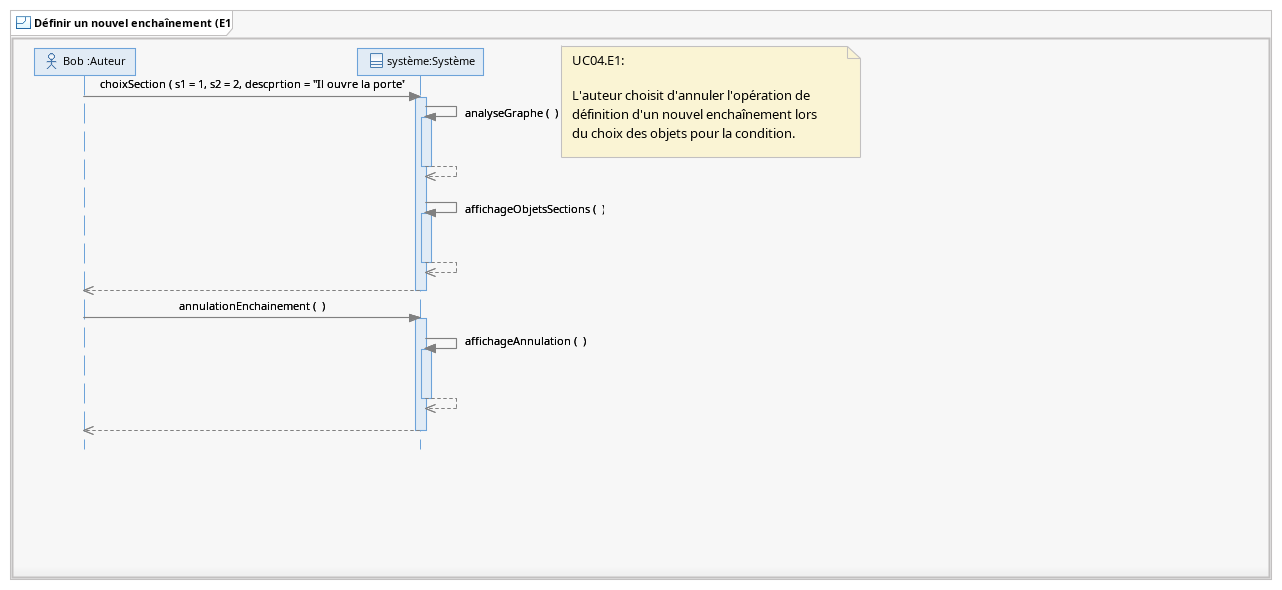 Définir un nouvel enchaînement (E1
Bob :Auteur
système:Système
choixSection ( s1 = 1, s2 = 2, descprtion = "Il ouvre la porte"
analyseGraphe (  )
UC04.E1:
L'auteur choisit d'annuler l'opération de
définition d'un nouvel enchaînement lors
du choix des objets pour la condition.
affichageObjetsSections (  )
annulationEnchainement (  )
affichageAnnulation (  )